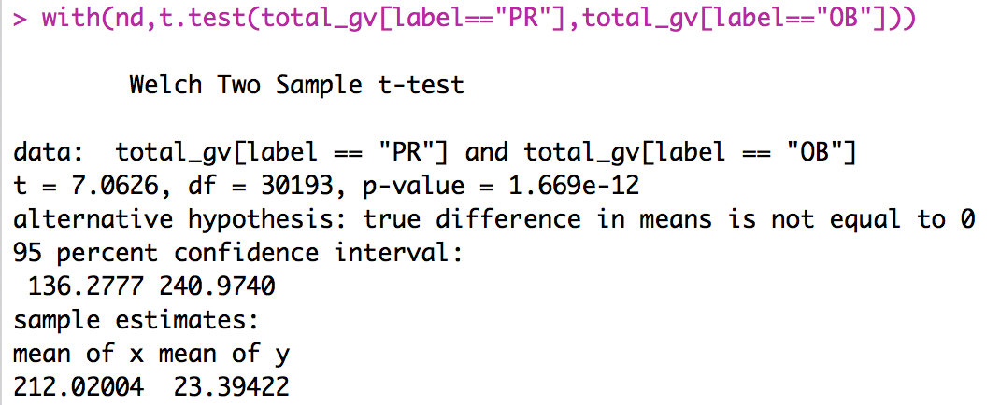 > with(nd,t.test(total_gv[label=="PR"],total_gv[label=="OB"]))
Welch Two Sample t-test
data:  total_gv[label == "PR"] and total_gv[label == "OB"]
t = 7.0626, df = 30193, p-value = 1.669e-12
alternative hypothesis: true difference in means is not equal to 0
95 percent confidence interval:
136.2777 240.9740
sample estimates:
mean of x mean of y
212.02004  23.39422